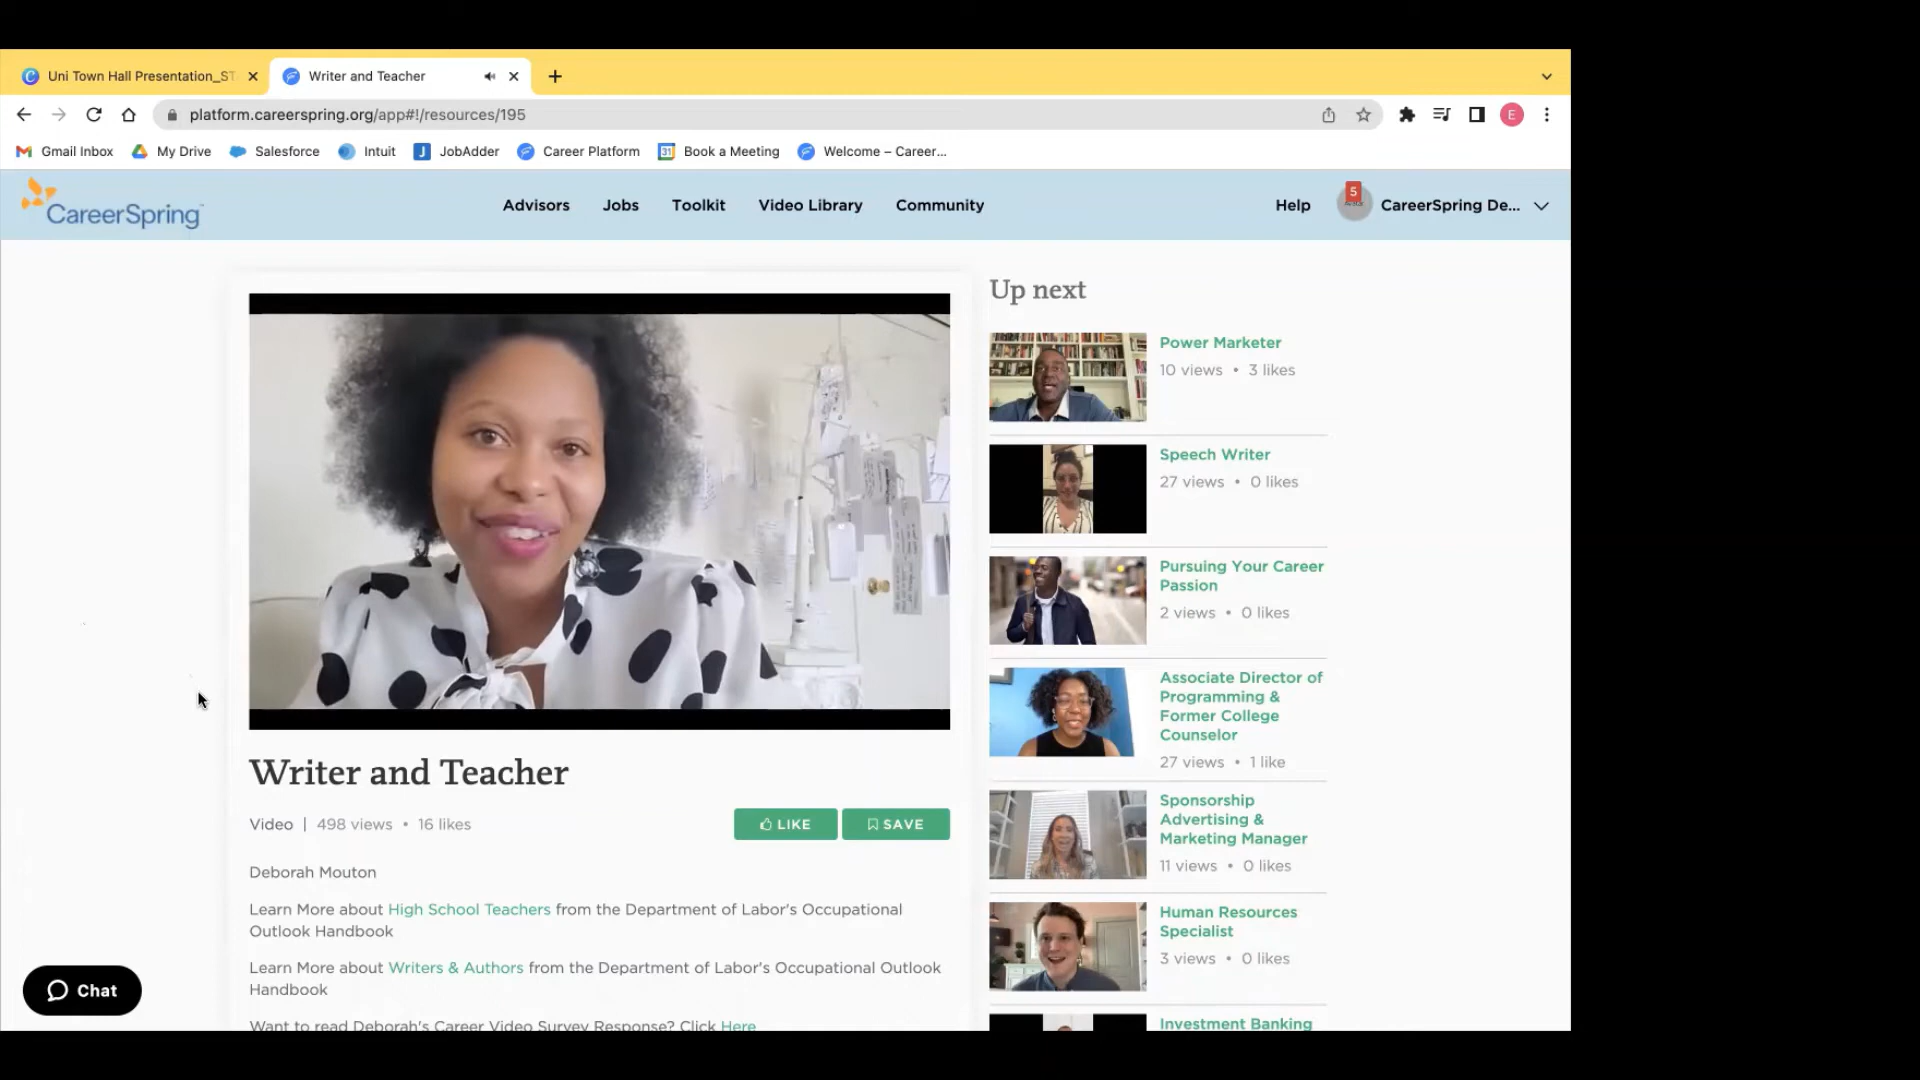 Uni Town Hall Presentation_ST
Writer and Teacher
platform.careerspring.org/app#!/resources/195
E
Gmail Inbox
My Drive
Salesforce
Intuit
J
JobAdder
Career Platform
31
Book a Meeting
Welcome – Career...
CareerSpring
Advisors
Jobs
Toolkit
Video Library
Community
Help
5
CareerSpring De...
Writer and Teacher
Video | 498 views • 16 likes
LIKE
SAVE
Deborah Mouton
Learn More about High School Teachers from the Department of Labor's Occupational
Outlook Handbook
Learn More about Writers & Authors from the Department of Labor's Occupational Outlook
Handbook
Want to read Deborah's Career Video Survey Response? Click Here
Chat
Up next
Power Marketer
10 views • 3 likes
Speech Writer
27 views • 0 likes
Pursuing Your Career
Passion
2 views • 0 likes
Associate Director of
Programming &
Former College
Counselor
27 views • 1 like
Sponsorship
Advertising &
Marketing Manager
11 views • 0 likes
Human Resources
Specialist
3 views • 0 likes
Investment Banking